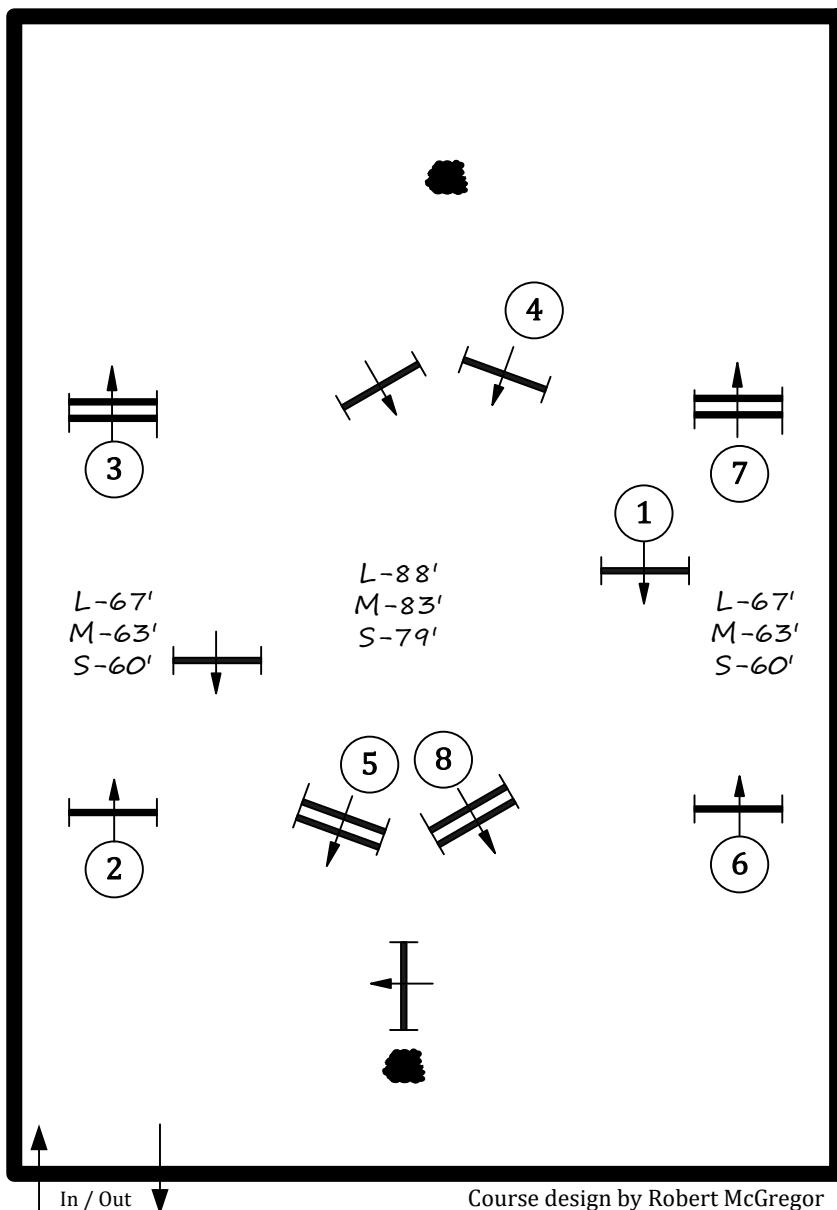 4
3
7
1
L-67'
M-63'
S-60'
L-88'
M-83'
S-79'
L-67'
M-63'
S-60'
5
8
2
6
In / Out
Course design by Robert McGregor